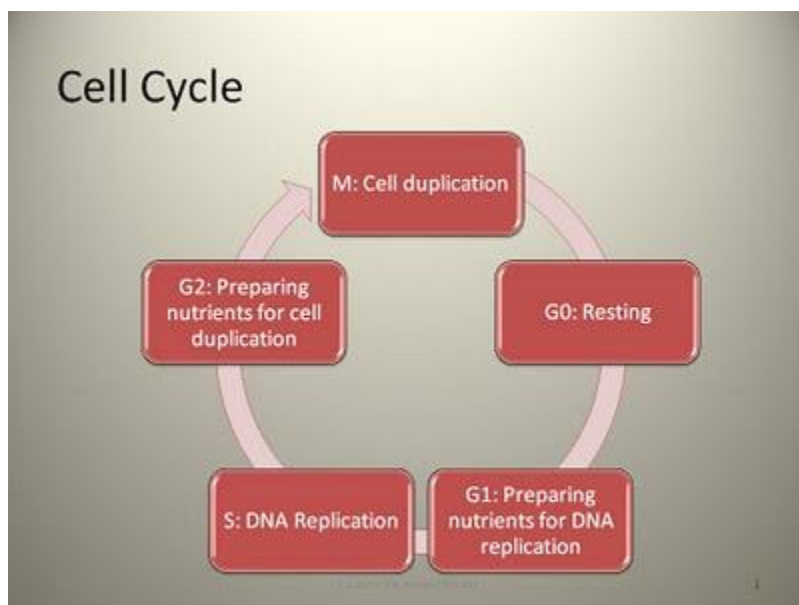 Cell Cycle
M: Cell duplication
G0: Resting
G1: Preparing
nutrients for DNA
replication
S: DNA Replication
G2: Preparing
nutrients for cell
duplication
1